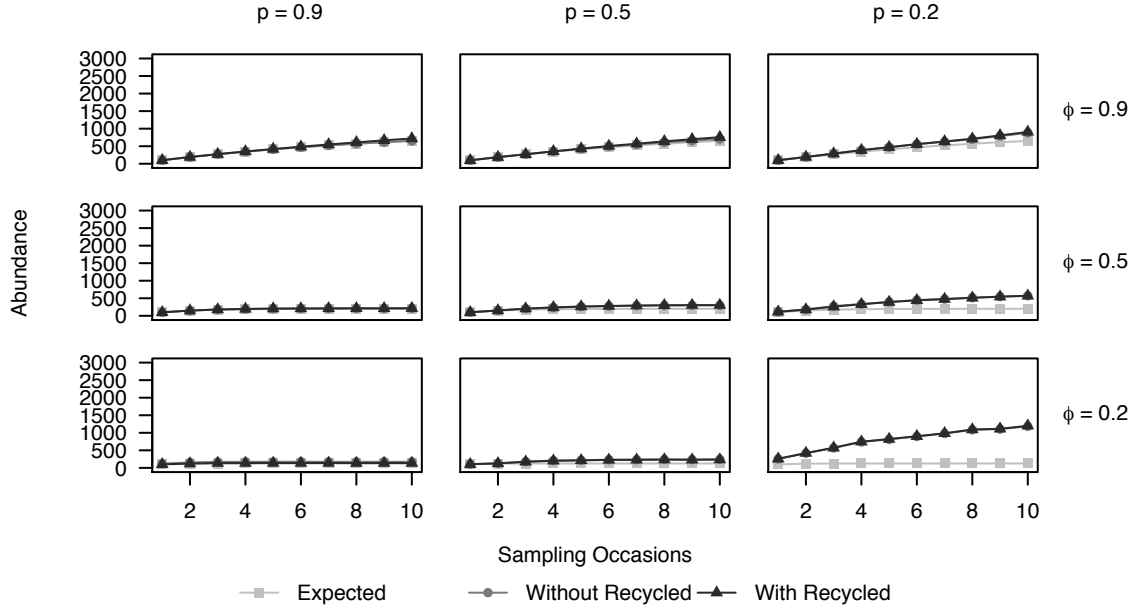 p = 0.9 p = 0.5 p = 0.2
3000
2500
2000
1500
1000
500
0
ϕ = 0.9
3000
2500
2000
1500
1000
500
0
ϕ = 0.5
3000
2500
2000
1500
1000
500
0
ϕ = 0.2
Abundance
2 4 6 8 10 2 4 6 8 10 2 4 6 8 10
Sampling Occasions
Expected Without Recycled With Recycled